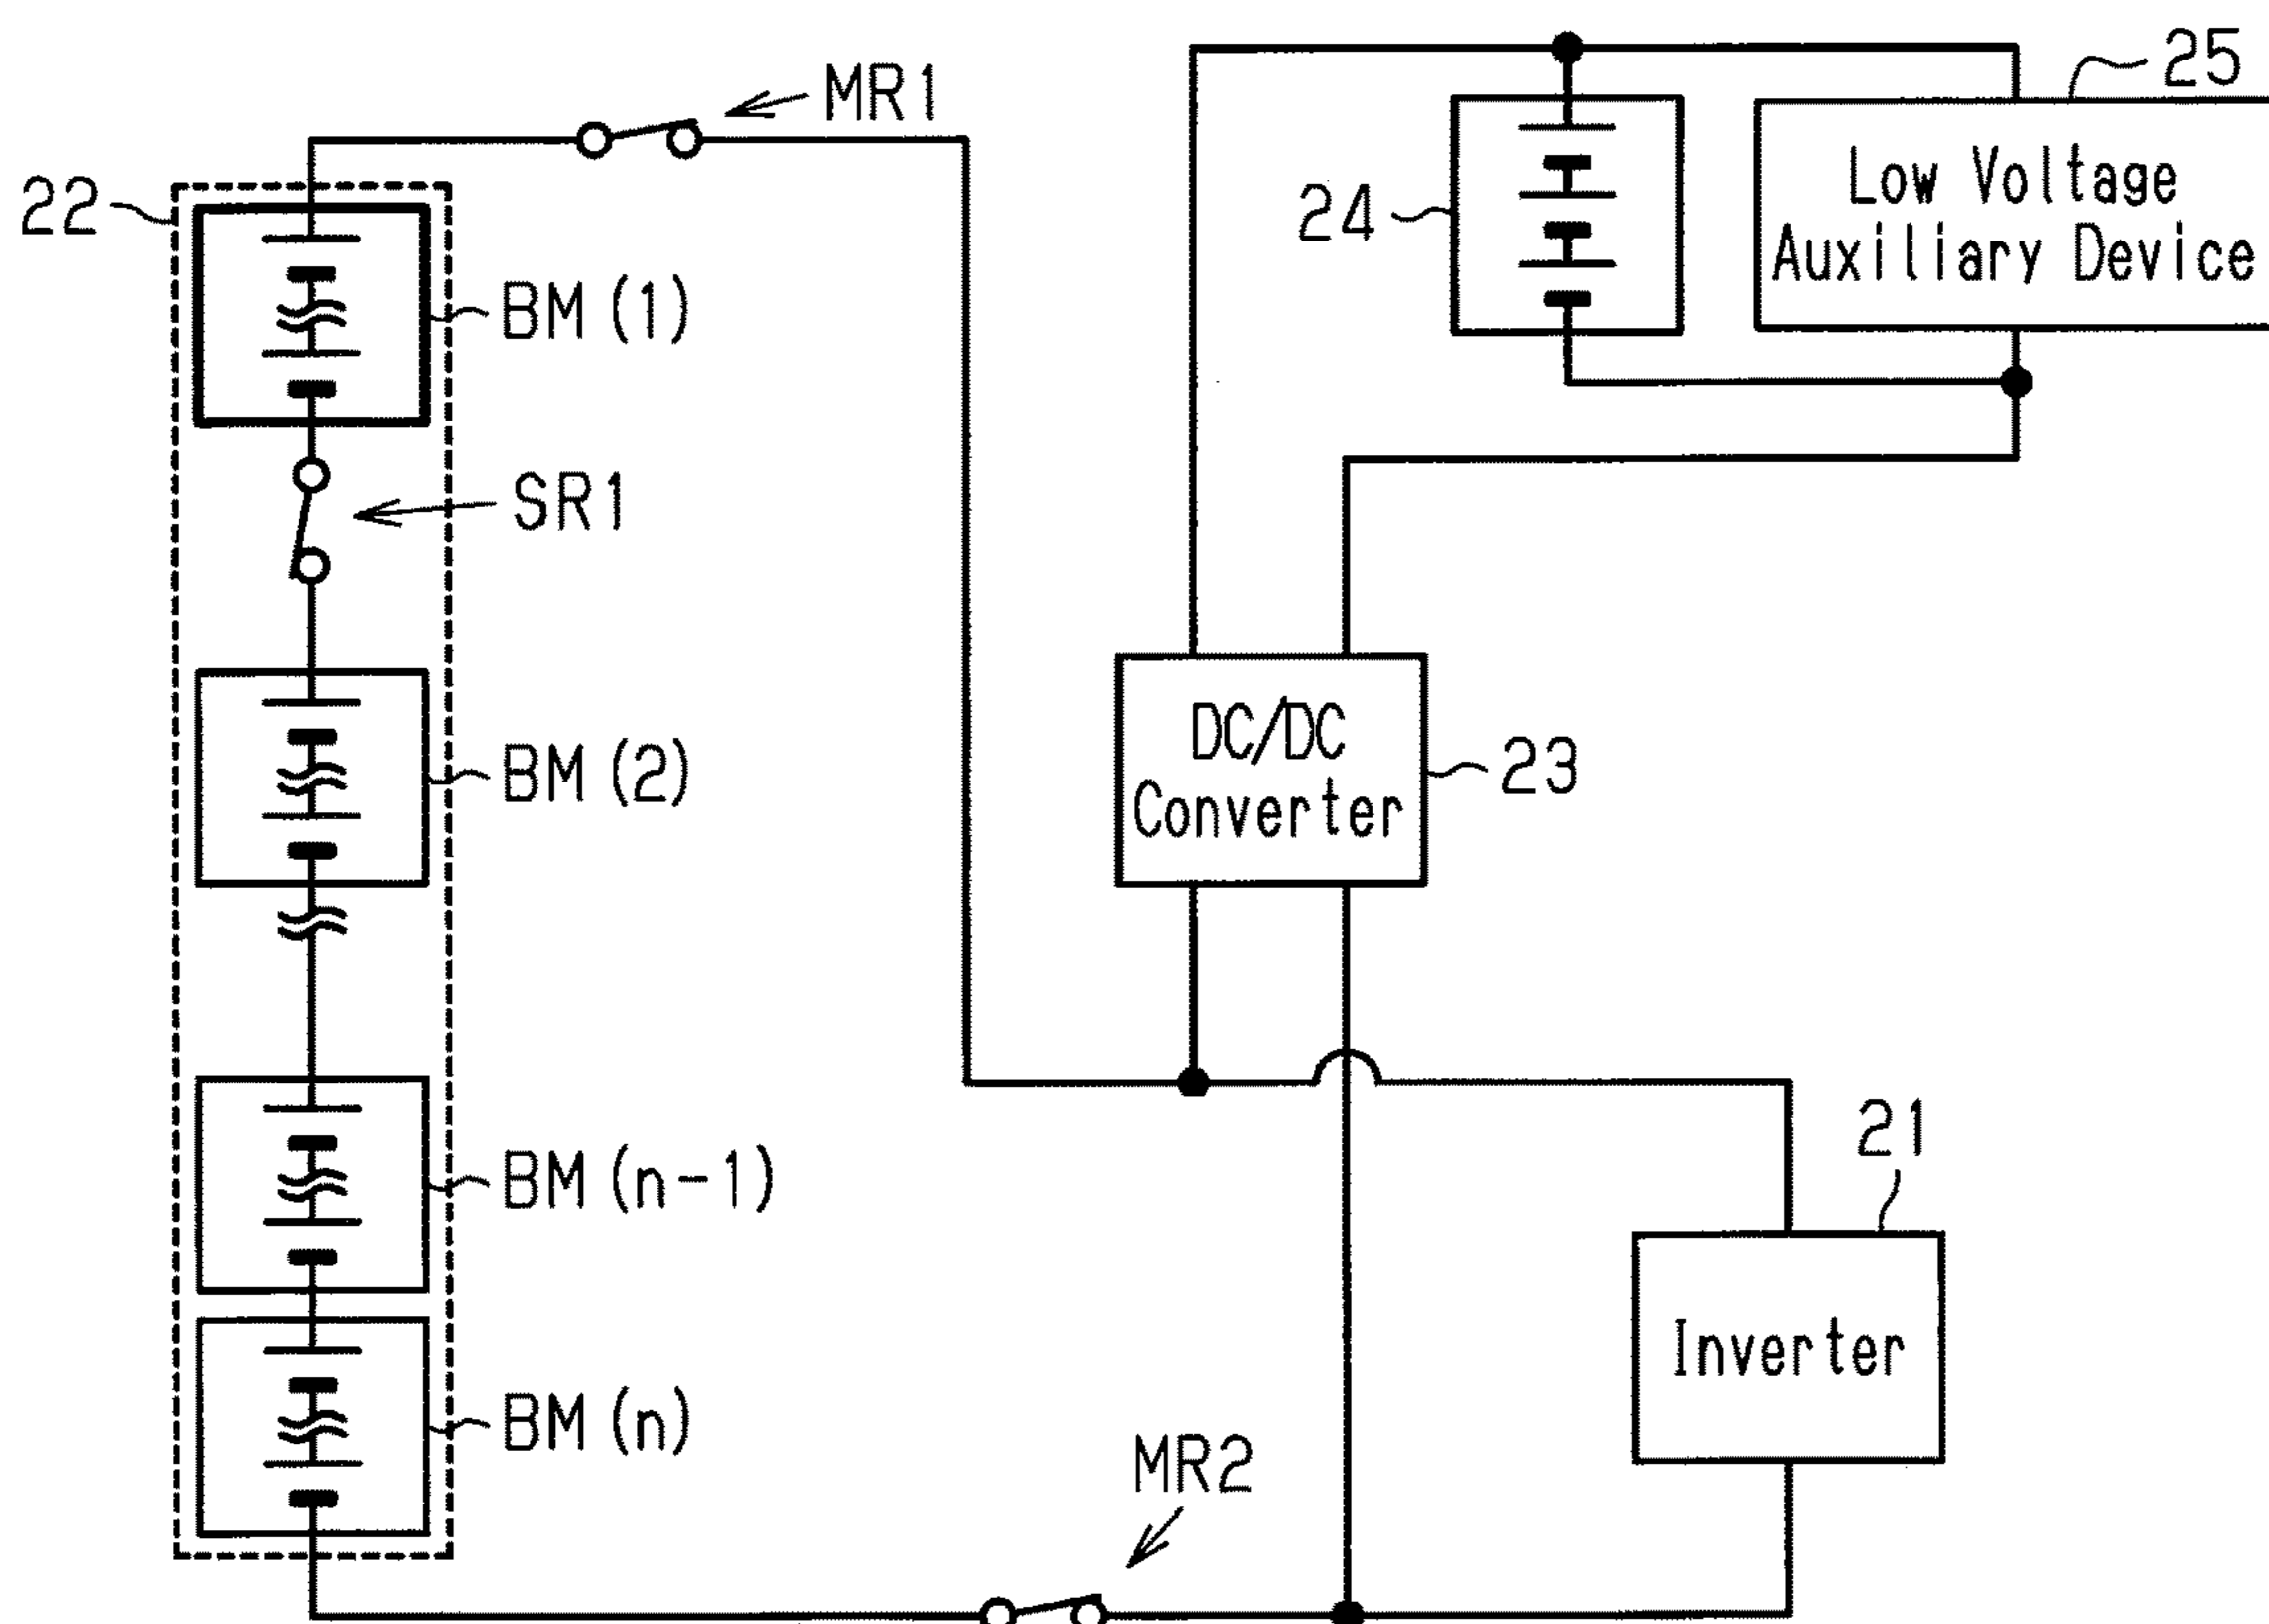 MR1
25
22
24
Low Voltage
Auxiliary Device
BM (1)
SR1
DC/DC
Converter
23
BM (2)
21
BM (n-1)
Inverter
BM (n)
MR2